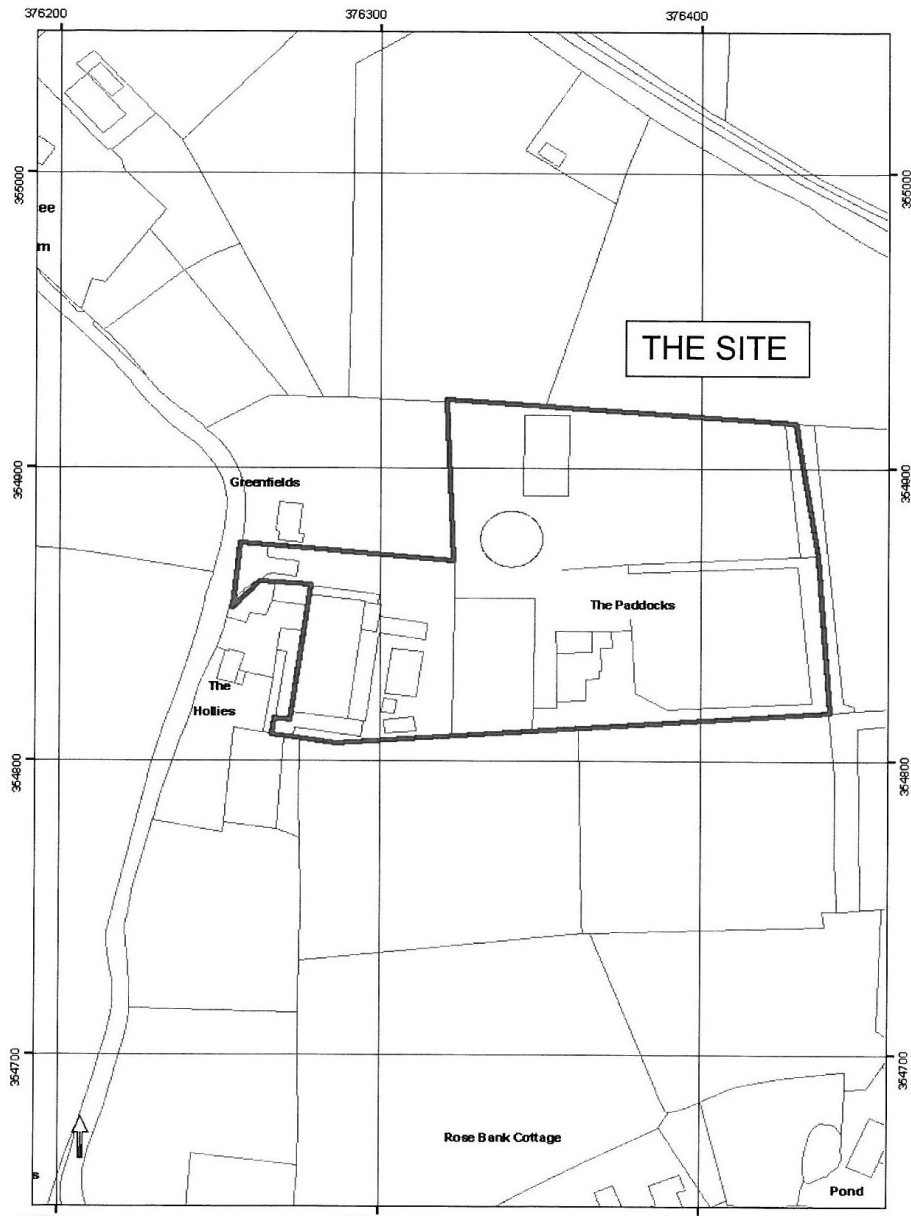 376200
376300
376400
355000
355000
ee
m
THE SITE
354900
354900
Greenfields
The Paddocks
The
Hollies
354800
354800
354700
354700
Rose Bank Cottage
s
Pond